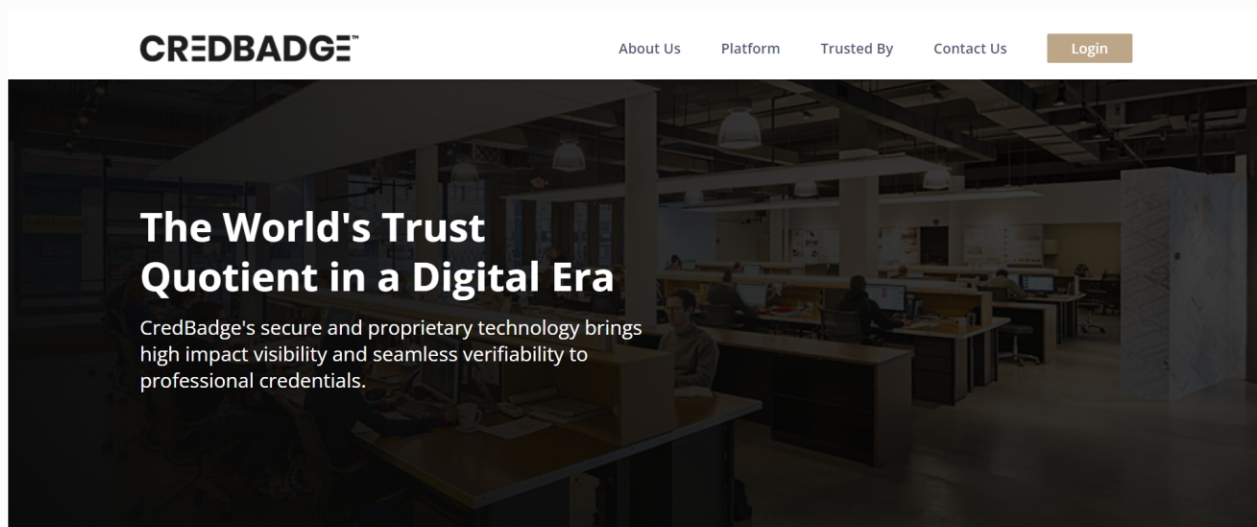 CREDBADGE™
About Us
Platform
Trusted By
Contact Us
Login
The World's Trust
Quotient in a Digital Era
CredBadge's secure and proprietary technology brings
high impact visibility and seamless verifiability to
professional credentials.